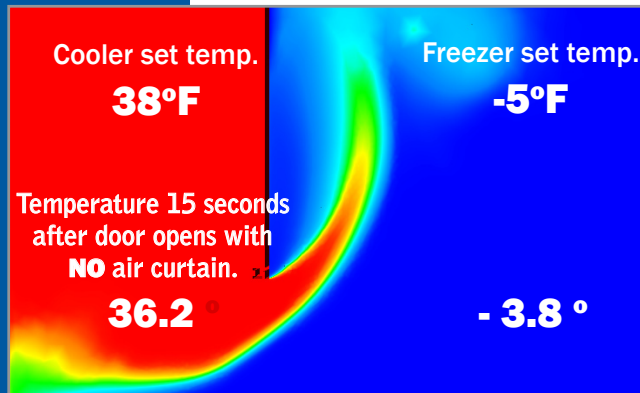 Cooler set temp.
38ºF
Freezer set temp.
-5ºF
Temperature 15 seconds
after door opens with
NO air curtain.
36.2 º
- 3.8 º